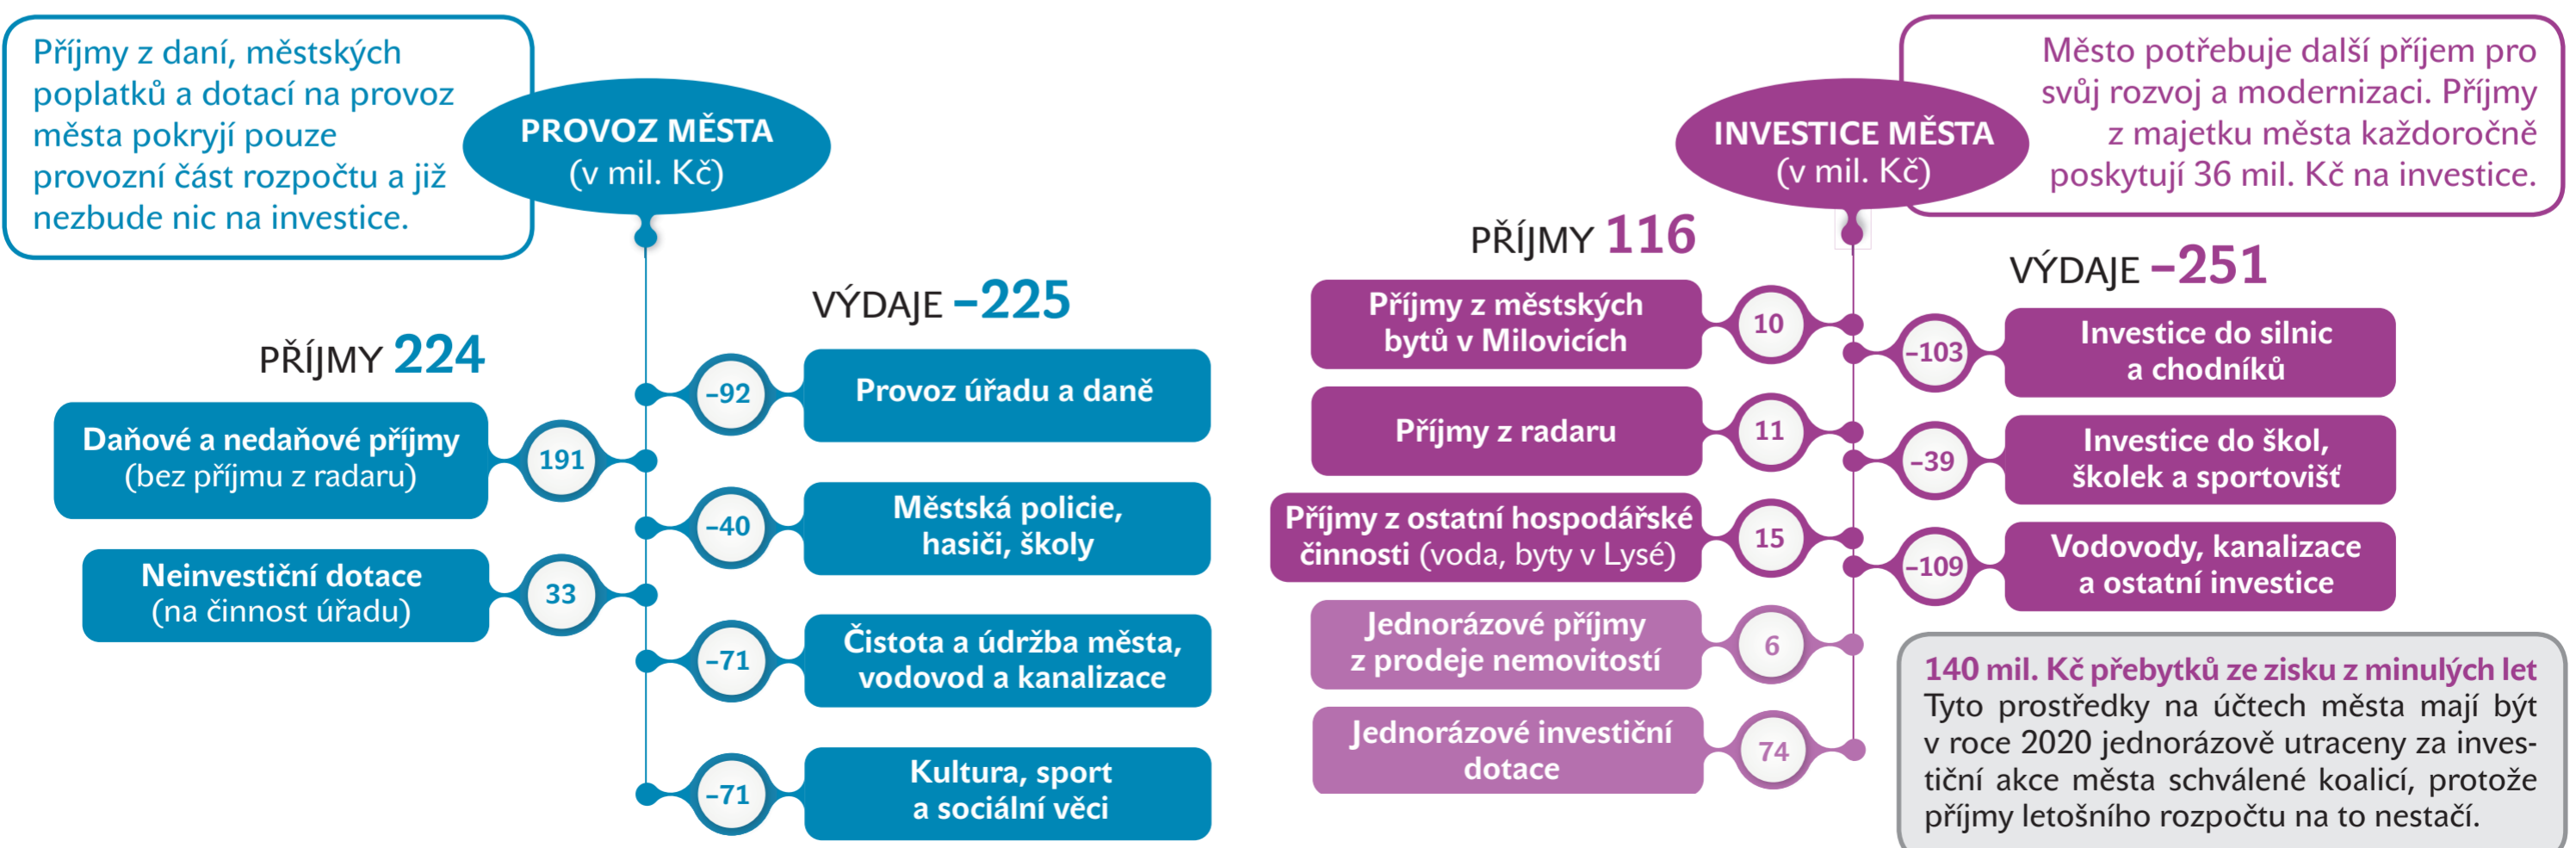 Příjmy z daní, městských
poplatků a dotací na provoz
města pokryjí pouze
provozní část rozpočtu a již
nezbude nic na investice.
PROVOZ MĚSTA
(v mil. Kč)
PŘÍJMY 224
Daňové a nedaňové příjmy
(bez příjmu z radaru)
191
Neinvestiční dotace
(na činnost úřadu)
33
VÝDAJE –225
–92
Provoz úřadu a daně
–40
Městská policie,
hasiči, školy
–71
Čistota a údržba města,
vodovod a kanalizace
–71
Kultura, sport
a sociální věci
INVESTICE MĚSTA
(v mil. Kč)
Město potřebuje další příjem pro
svůj rozvoj a modernizaci. Příjmy
z majetku města každoročně
poskytují 36 mil. Kč na investice.
PŘÍJMY 116
Příjmy z městských
bytů v Milovicích
10
Příjmy z radaru
11
Příjmy z ostatní hospodářské
činnosti (voda, byty v Lysé)
15
Jednorázové příjmy
z prodeje nemovitostí
6
Jednorázové investiční
dotace
74
VÝDAJE –251
–103
Investice do silnic
a chodníků
–39
Investice do škol,
školek a sportovišť
–109
Vodovody, kanalizace
a ostatní investice
140 mil. Kč přebytků ze zisku z minulých let
Tyto prostředky na účtech města mají být
v roce 2020 jednorázově utraceny za inves-
tiční akce města schválené koalicí, protože
příjmy letošního rozpočtu na to nestačí.